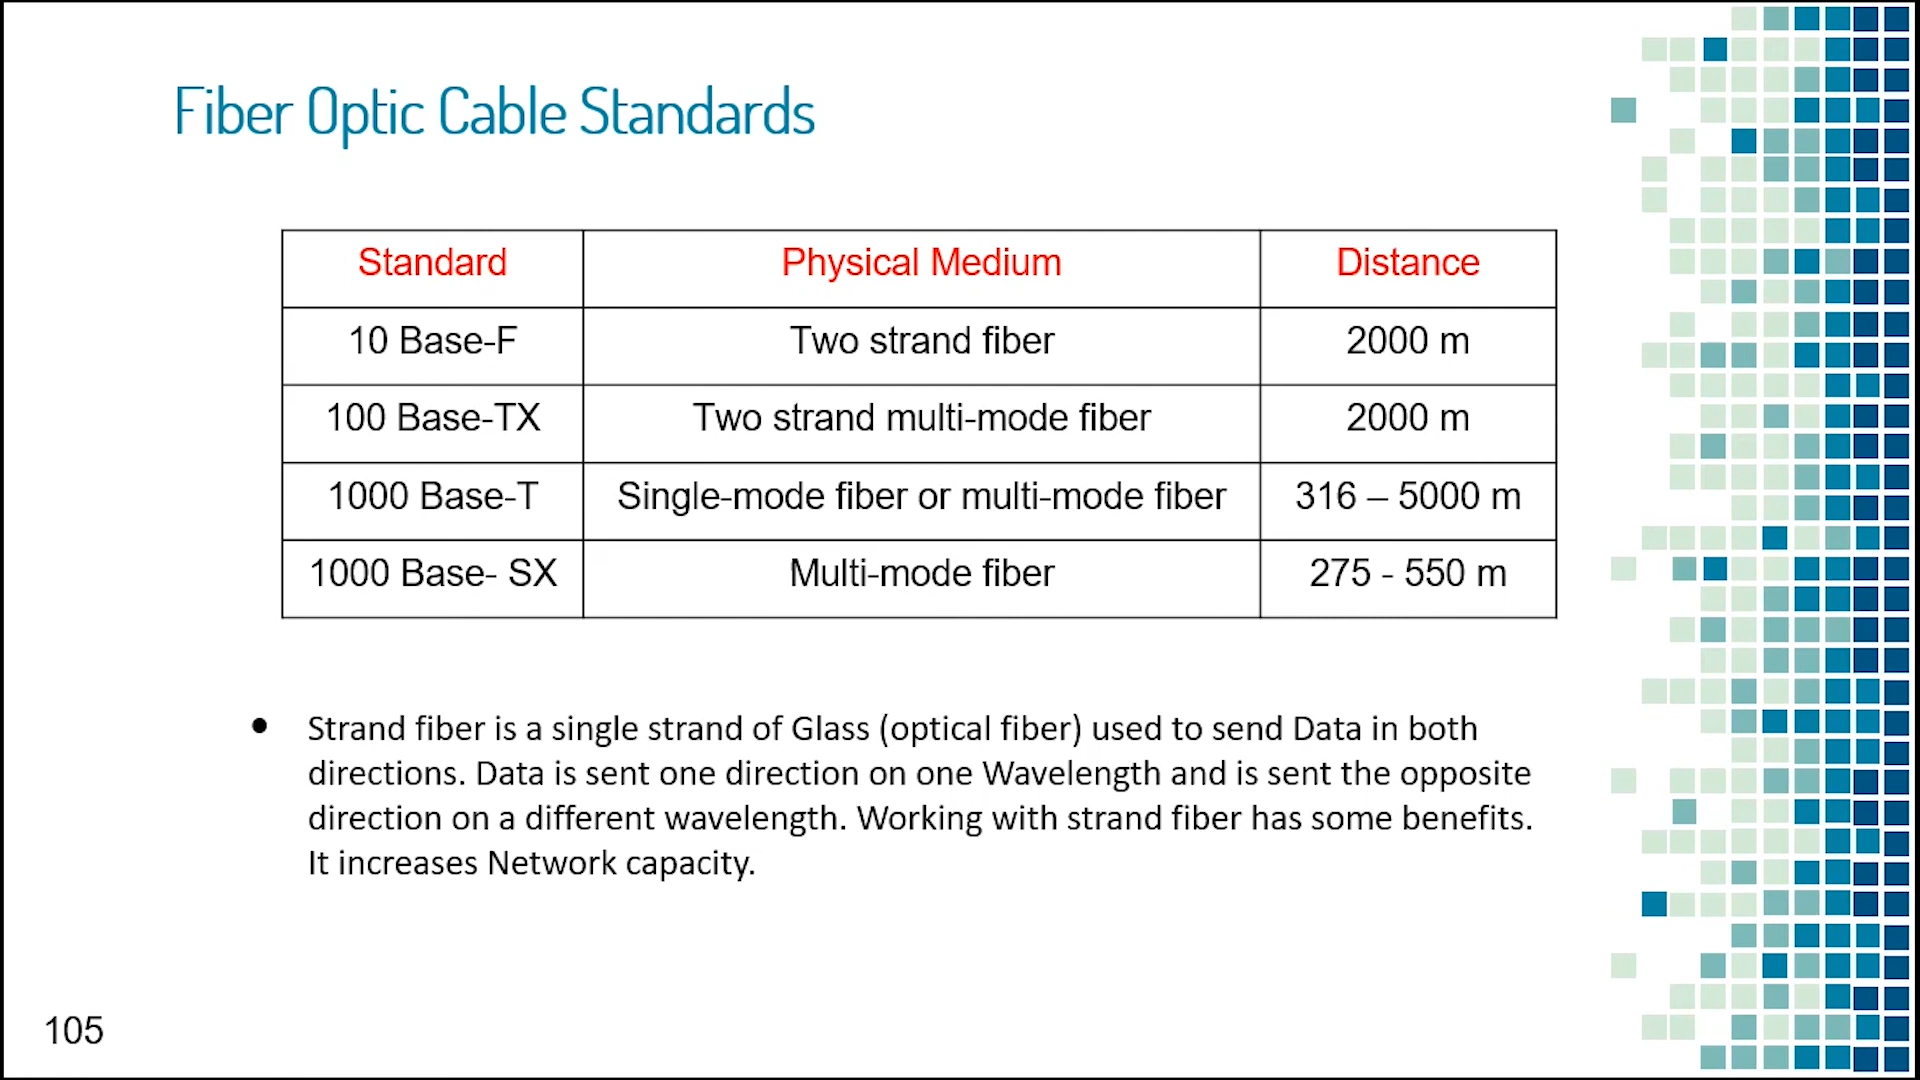 Fiber Optic Cable Standards
Standard Physical Medium Distance
10 Base-F Two strand fiber 2000 m
100 Base-TX Two strand multi-mode fiber 2000 m
1000 Base-T Single-mode fiber or multi-mode fiber 316 – 5000 m
1000 Base- SX Multi-mode fiber 275 - 550 m
● Strand fiber is a single strand of Glass (optical fiber) used to send Data in both
directions. Data is sent one direction on one Wavelength and is sent the opposite
direction on a different wavelength. Working with strand fiber has some benefits.
It increases Network capacity.
105